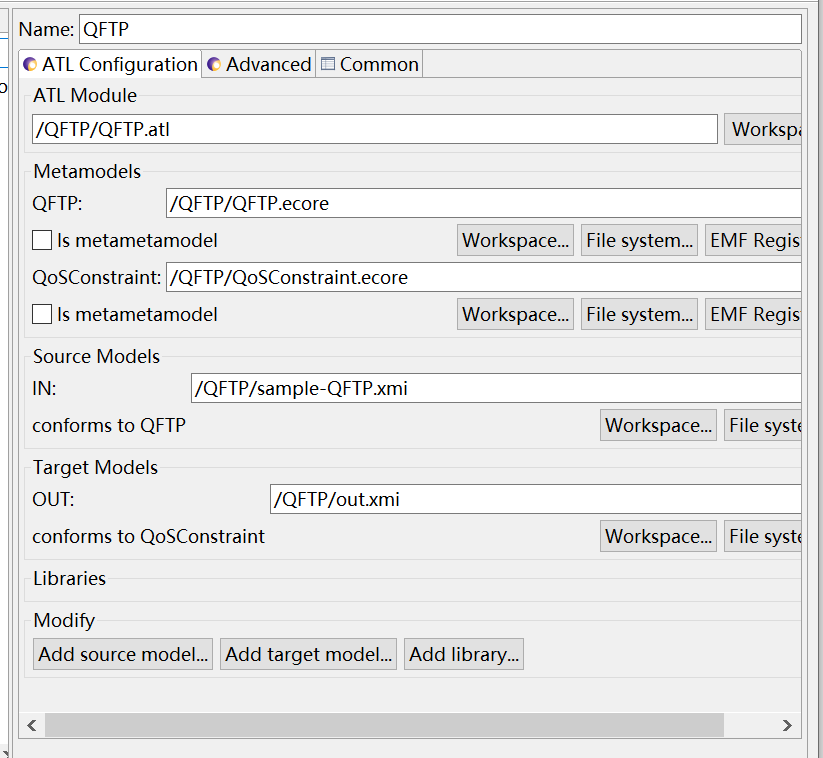 Name: QFTP
ATL Configuration Advanced Common
ATL Module
/QFTP/QFTP.atl Workspa
Metamodels
QFTP: /QFTP/QFTP.ecore
Is metametamodel Workspace... File system... EMF Regis
QoSConstraint: /QFTP/QoSConstraint.ecore
Is metametamodel Workspace... File system... EMF Regis
Source Models
IN: /QFTP/sample-QFTP.xmi
conforms to QFTP Workspace... File syste
Target Models
OUT: /QFTP/out.xmi
conforms to QoSConstraint Workspace... File syste
Libraries
Modify
Add source model... Add target model... Add library...